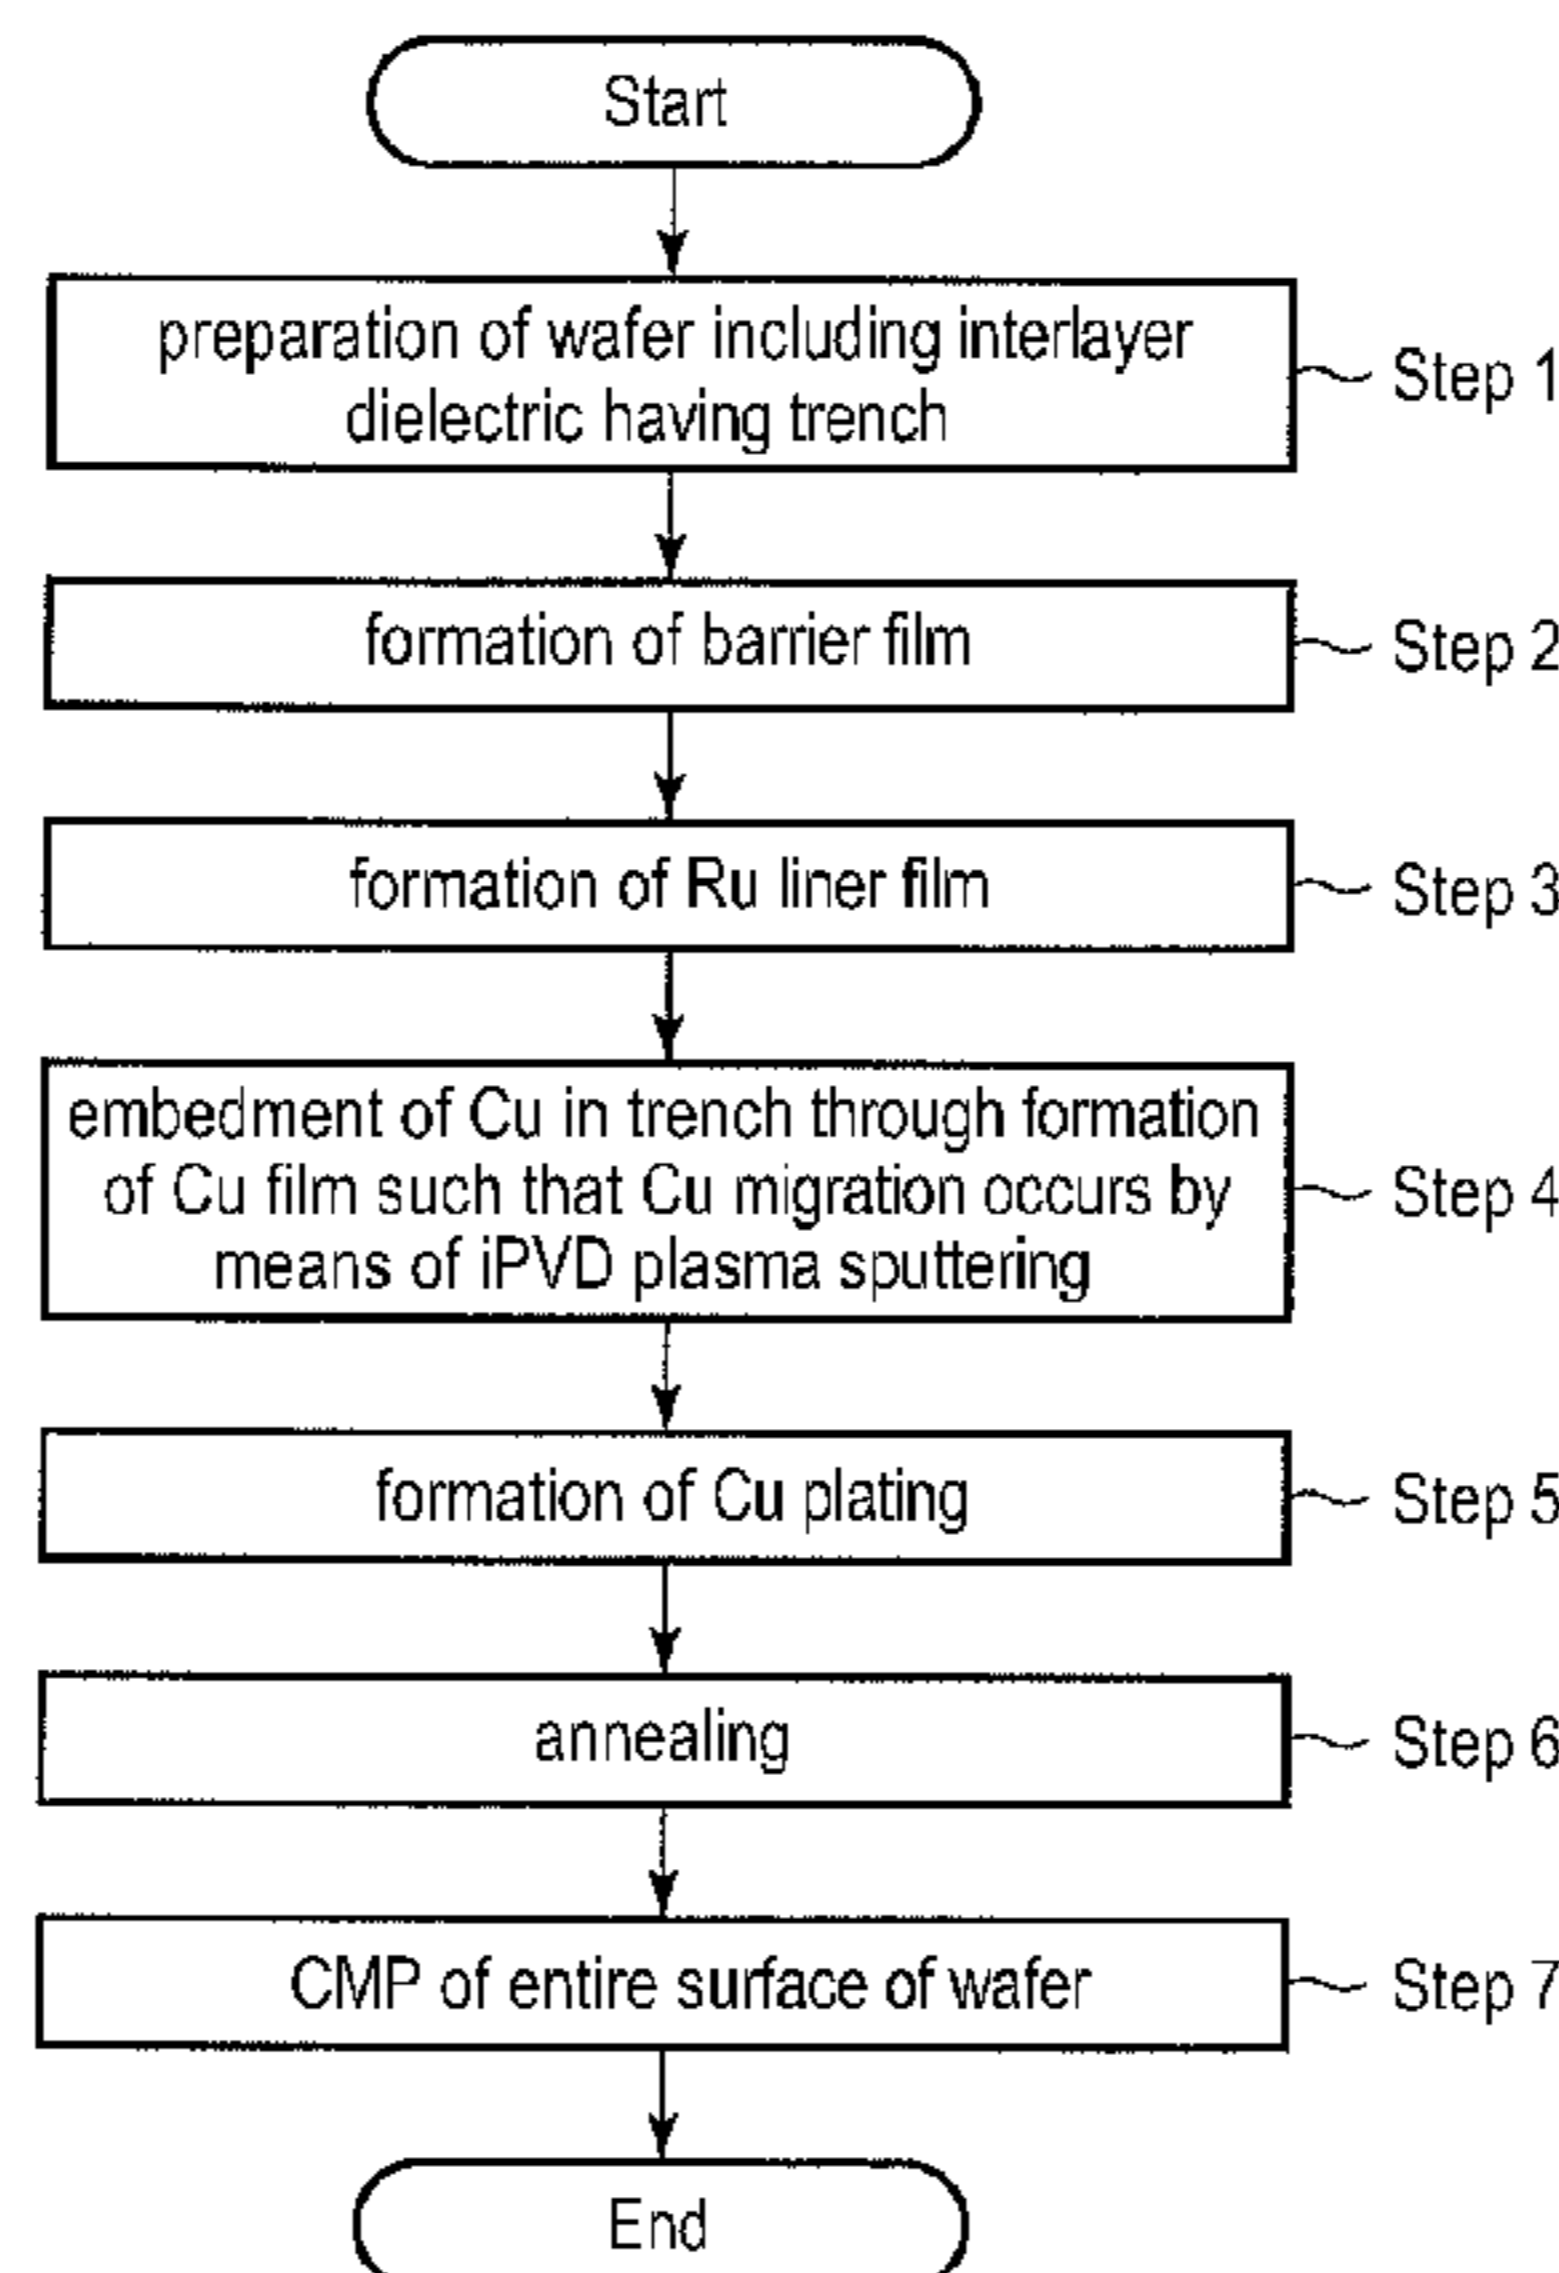 Start
preparation of wafer including interlayer
dielectric having trench
Step 1
formation of barrier film
Step 2
formation of Ru liner film
Step 3
embedment of Cu in trench through formation
of Cu film such that Cu migration occurs by
means of iPVD plasma sputtering
Step 4
formation of Cu plating
Step 5
annealing
Step 6
CMP of entire surface of wafer
Step 7
End